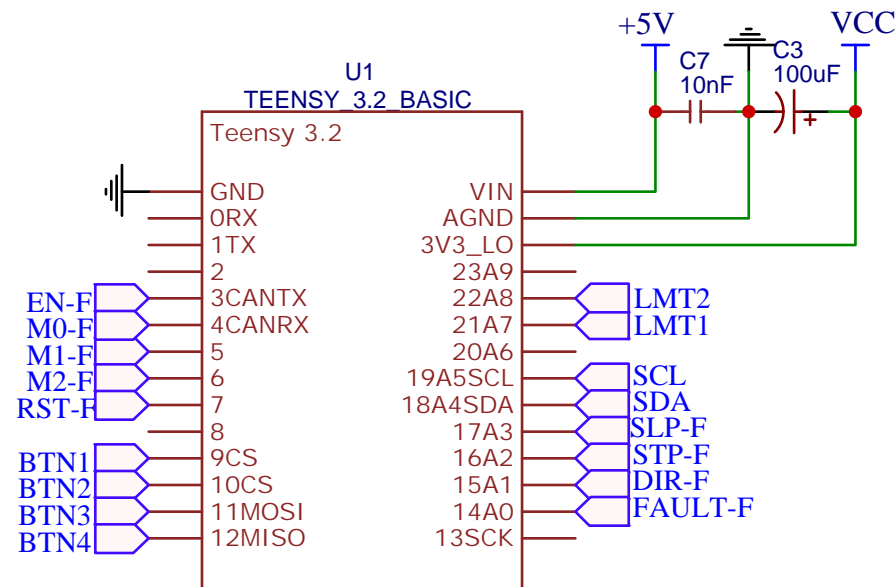 +5V
VCC
C7
10nF
C3
100uF
+
U1
TEENSY_3.2_BASIC
Teensy 3.2
GND
VIN
0RX
AGND
1TX
3V3_LO
2
23A9
EN-F
3CANTX
22A8
LMT2
M0-F
4CANRX
21A7
LMT1
M1-F
5
20A6
M2-F
6
19A5SCL
SCL
RST-F
7
18A4SDA
SDA
8
17A3
SLP-F
BTN1
9CS
16A2
STP-F
BTN2
10CS
15A1
DIR-F
BTN3
11MOSI
14A0
FAULT-F
BTN4
12MISO
13SCK